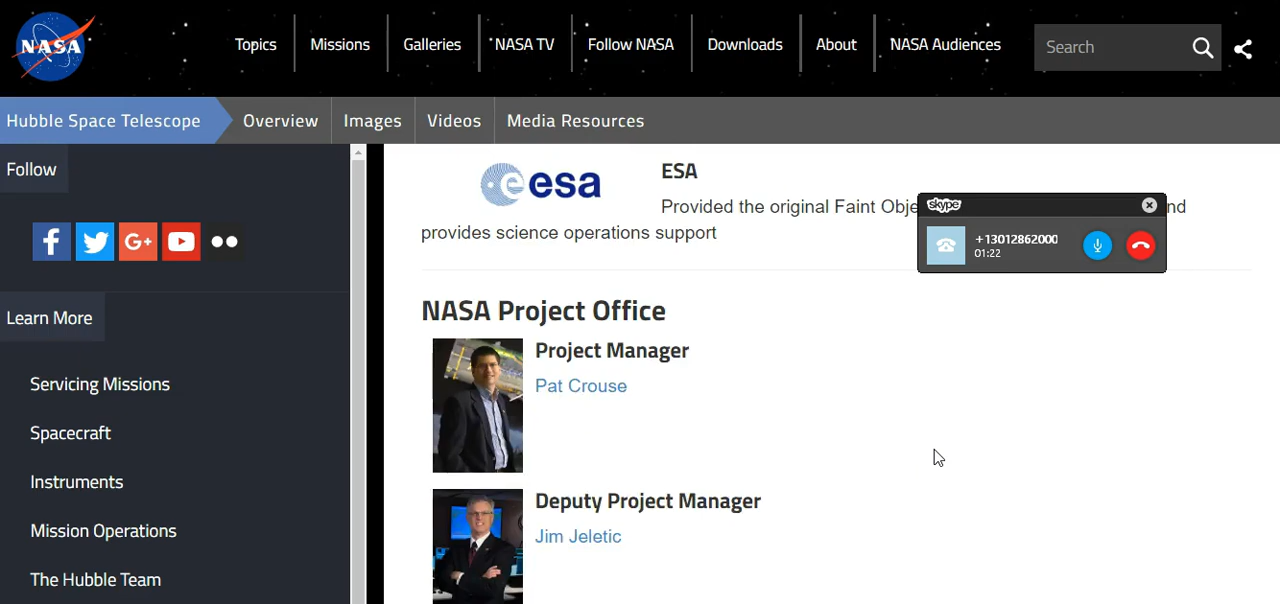 NASA
Topics
Missions
Galleries
NASA TV
Follow NASA
Downloads
About
NASA Audiences
Search
Hubble Space Telescope
Overview
Images
Videos
Media Resources
Follow
f
G+
Learn More
Servicing Missions
Spacecraft
Instruments
Mission Operations
The Hubble Team
esa
ESA
Provided the original Faint Obje
nd
provides science operations support
skype
+13012862000
01:22
NASA Project Office
Project Manager
Pat Crouse
Deputy Project Manager
Jim Jeletic